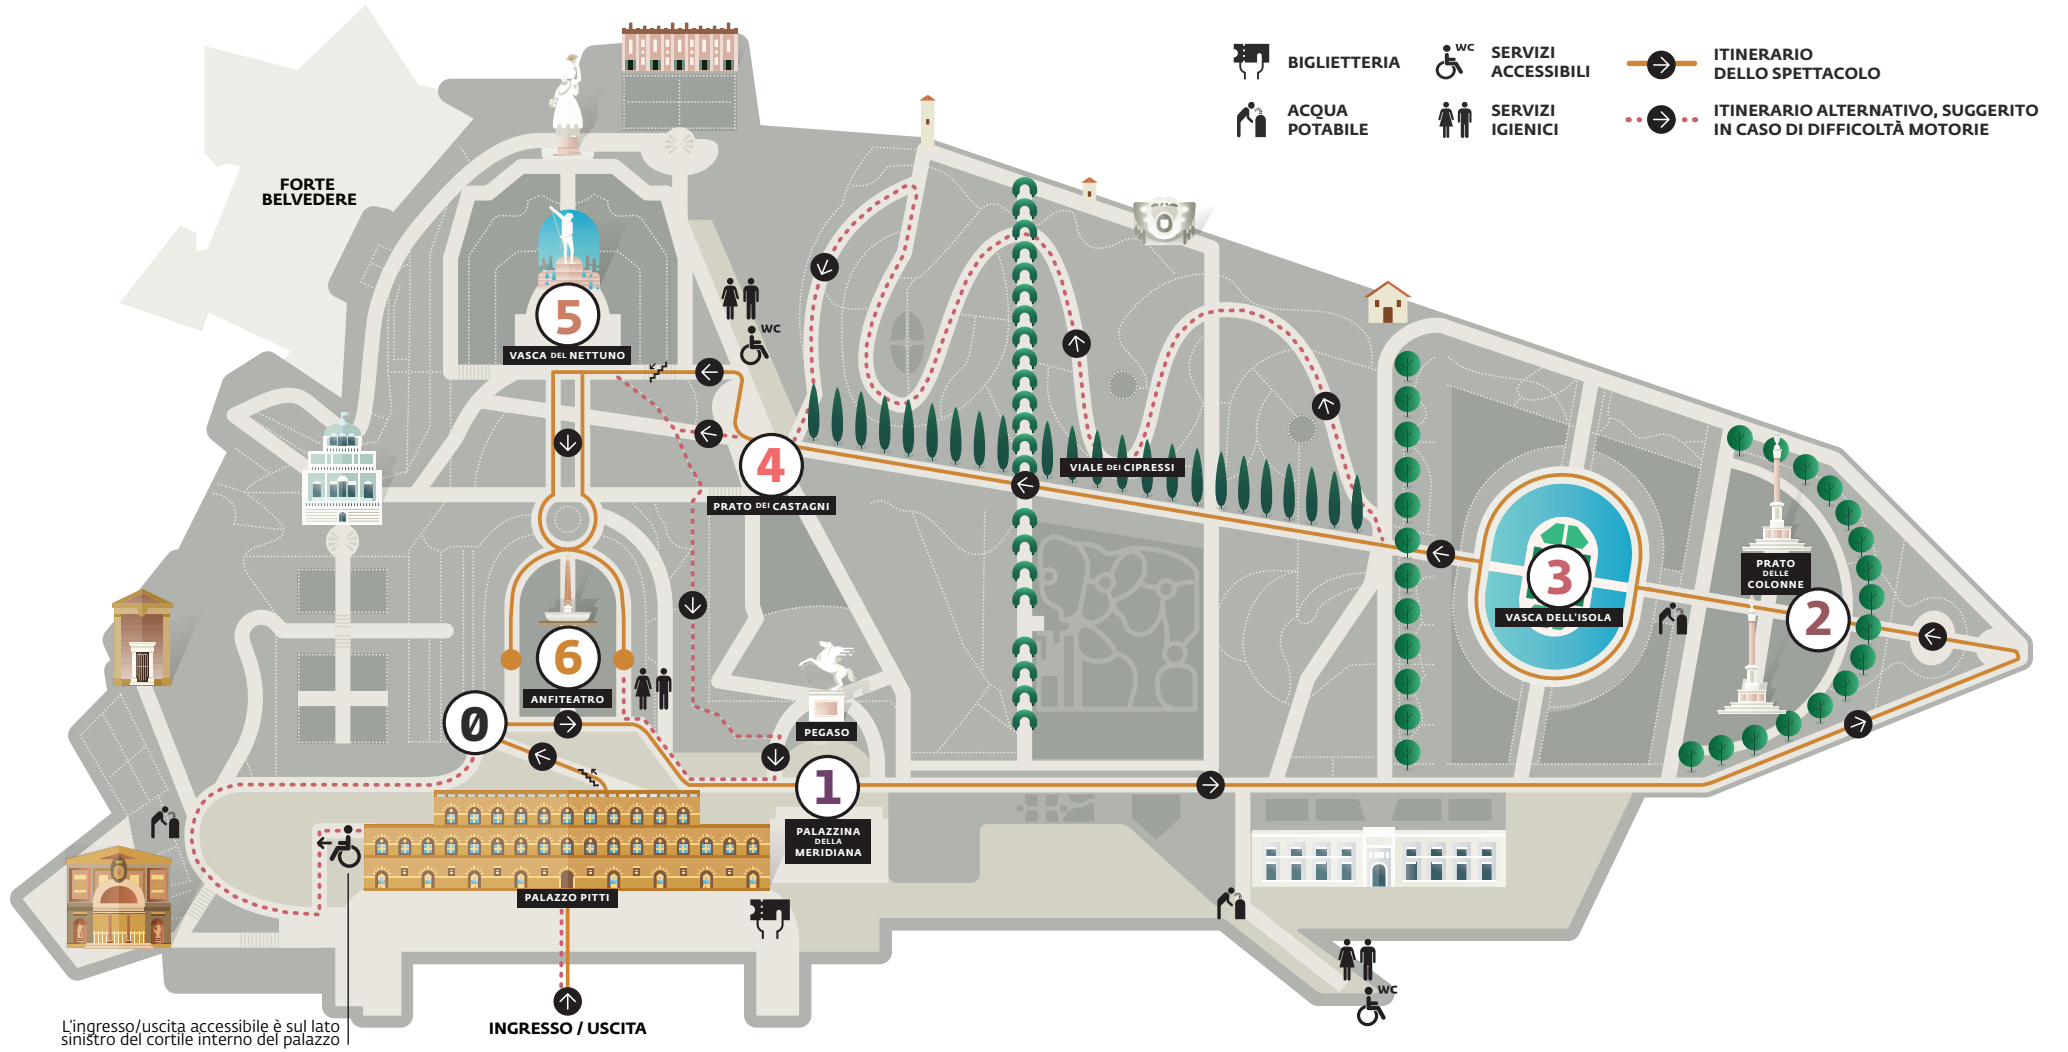 BIGLIETTERIA
WC
SERVIZI
ACCESSIBILI
ITINERARIO
DELLO SPETTACOLO
ACQUA
POTABILE
SERVIZI
IGIENICI
ITINERARIO ALTERNATIVO, SUGGERITO
IN CASO DI DIFFICOLTÀ MOTORIE
FORTE
BELVEDERE
5
VASCA DEL NETTUNO
WC
4
PRATO DEI CASTAGNI
VIALE DEI CIPRESSI
3
VASCA DELL'ISOLA
PRATO
DELLE
COLONNE
2
6
ANFITEATRO
0
PEGASO
1
PALAZZINA
DELLA
MERIDIANA
PALAZZO PITTI
WC
INGRESSO / USCITA
L'ingresso/uscita accessibile è sul lato
sinistro del cortile interno del palazzo